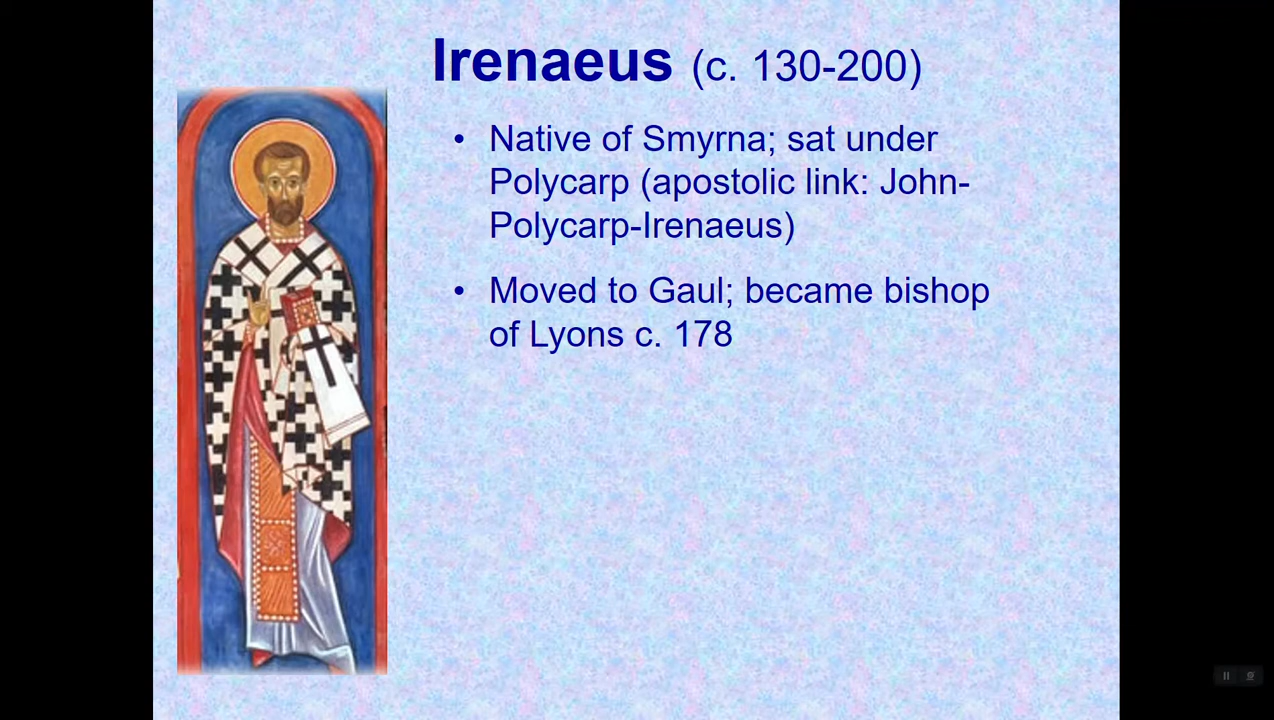 Irenaeus (c. 130-200)
• Native of Smyrna; sat under
Polycarp (apostolic link: John-
Polycarp-Irenaeus)
• Moved to Gaul; became bishop
of Lyons c. 178